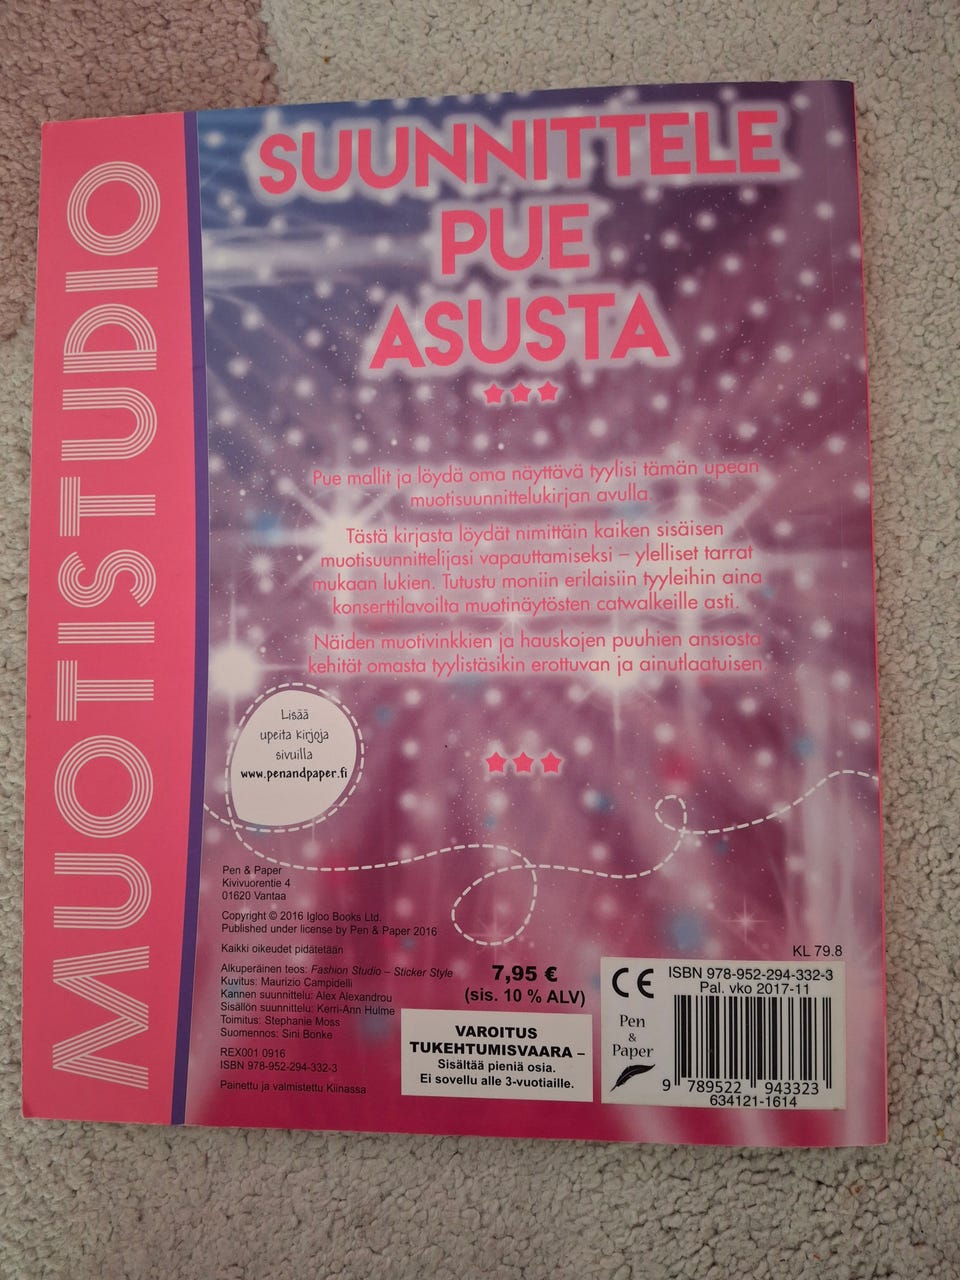 MUOTISTUDIO
SUUNNITTELE
PUE
ASUSTA
Pue mallit ja löydä oma näyttävä tyylisi tämän upean
muotisuunnittelukirjan avulla.
Tästä kirjasta löydät nimittäin kaiken sisäisen
muotisuunnittelijasi vapauttamiseksi – ylelliset tarrat
mukaan lukien. Tutustu moniin erilaisiin tyyleihin aina
konserttilavoilta muotinäytösten catwalkeille asti.
Näiden muotivinkkien ja hauskojen puuhien ansiosta
kehität omasta tyylistäsikin erottuvan ja ainutlaatuisen.
Lisää
upeita kirjoja
sivuilla
www.penandpaper.fi
Pen & Paper
Kivivuorentie 4
01620 Vantaa
Copyright © 2016 Igloo Books Ltd.
Published under license by Pen & Paper 2016
Kaikki oikeudet pidätetään
Alkuperäinen teos: Fashion Studio – Sticker Style
Kuvitus: Maurizio Campidelli
Kannen suunnittelu: Alex Alexandrou
Sisällön suunnittelu: Kerri-Ann Hulme
Toimitus: Stephanie Moss
Suomennos: Sini Bonke
REX001 0916
ISBN 978-952-294-332-3
Painettu ja valmistettu Kiinassa
7,95 €
(sis. 10 % ALV)
VAROITUS
TUKEHTUMISVAARA –
Sisältää pieniä osia.
Ei sovellu alle 3-vuotiaille.
KL 79.8
CE
ISBN 978-952-294-332-3
Pal. vko 2017-11
Pen
&
Paper
9 789522 943323
634121-1614